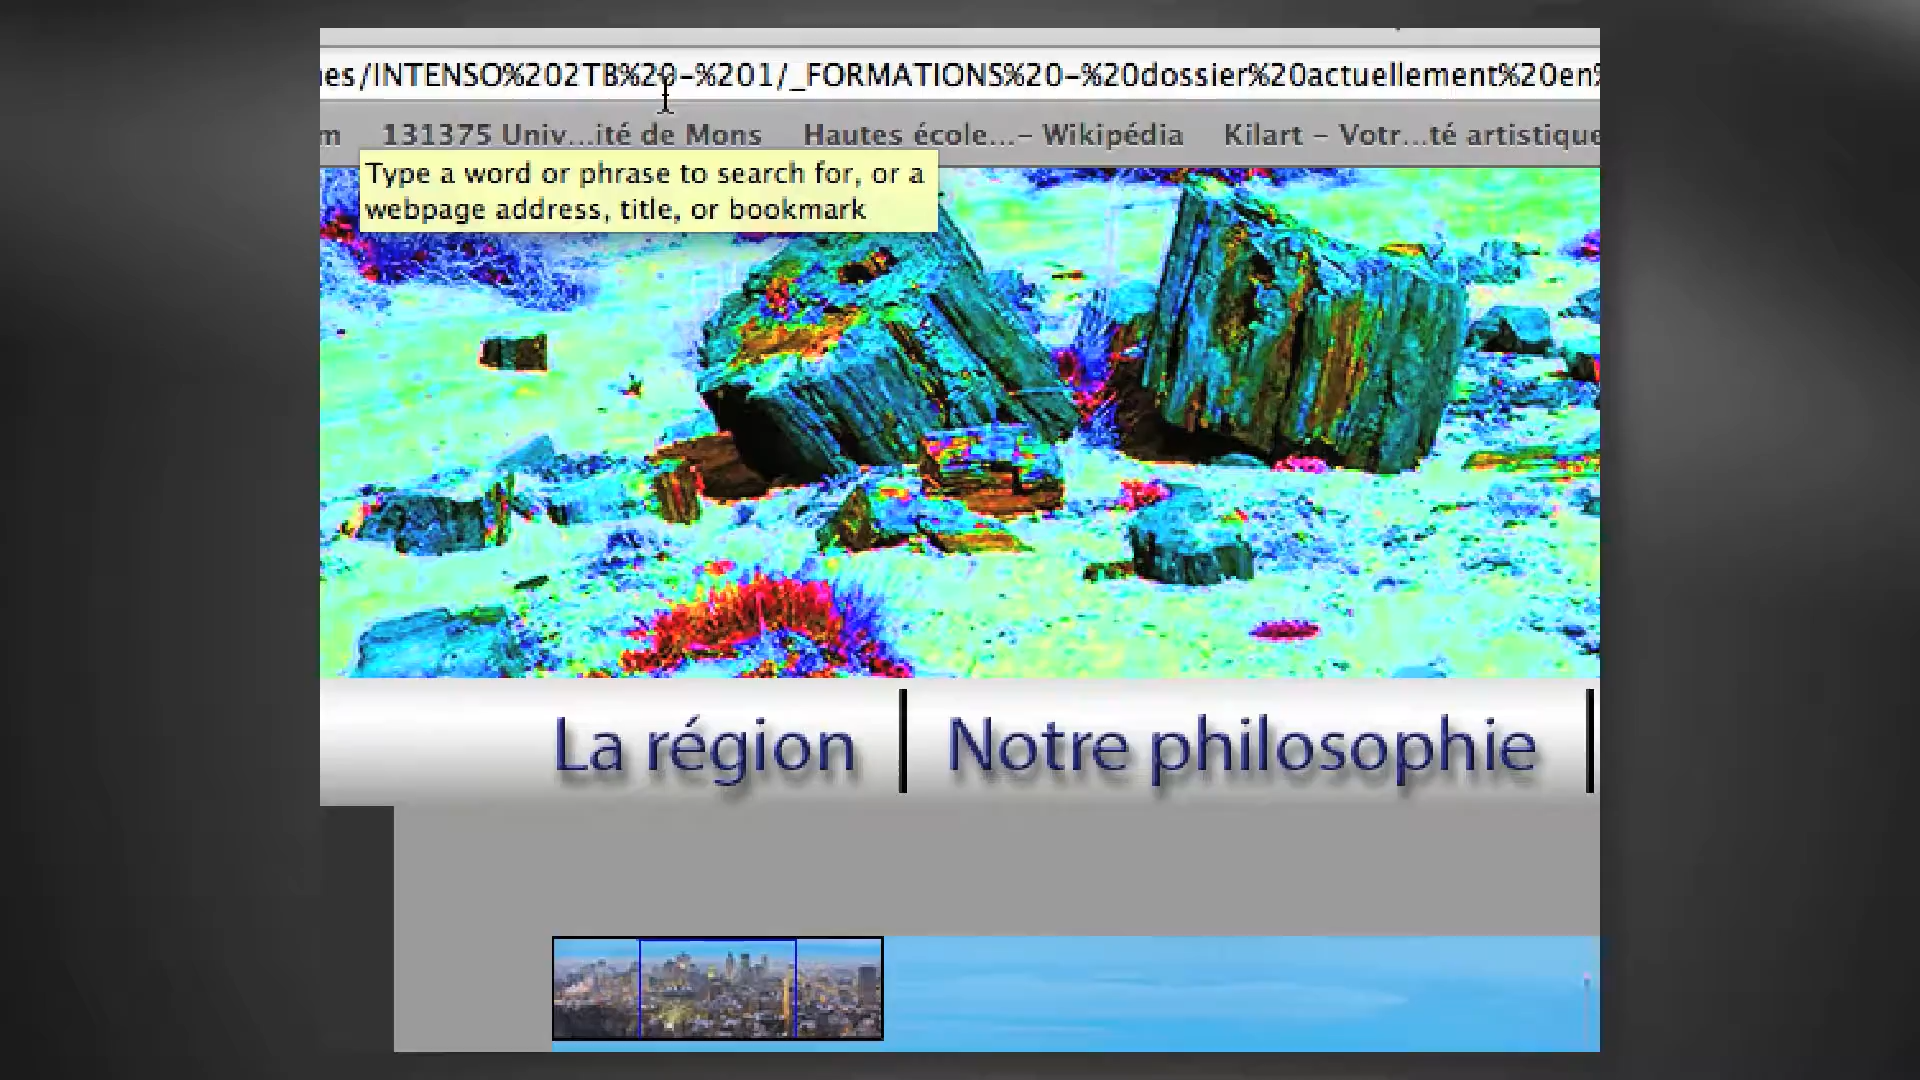 es/INTENSO%202TB%20-%201/_FORMATIONS%20-%20dossier%20actuellement%20en%
m 131375 Univ...ité de Mons Hautes école...- Wikipédia Kilart - Votr...té artistique
Type a word or phrase to search for, or a
webpage address, title, or bookmark
La région Notre philosophie